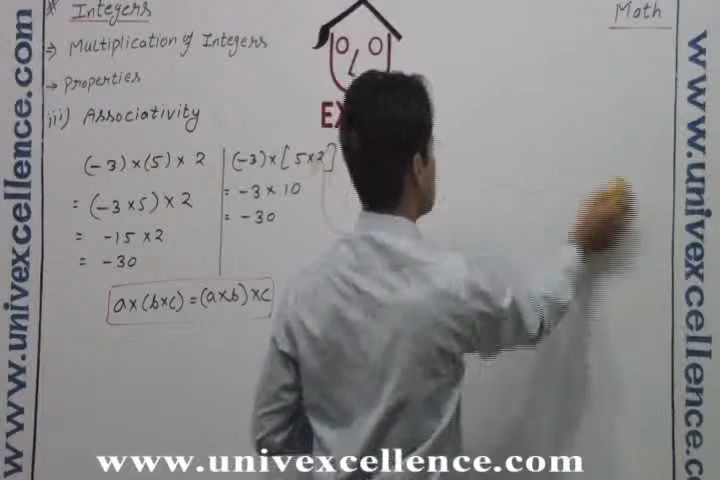 * Integers
Math
⇒ Multiplication of Integers
→ Properties
iii) Associativity
(-3) × (5) × 2
= (-3 × 5) × 2
= -15 × 2
= -30
(-3) × [5×2]
= -3 × 10
= -30
a×(b×c) = (a×b)×c
www.univexcellence.com
www.univexcellence.com
www.univexcellence.com